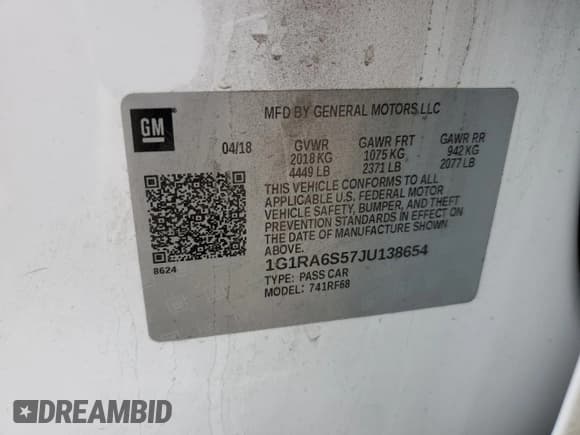 GM
MFD BY GENERAL MOTORS LLC
04/18 GVWR GAWR FRT GAWR RR
2018 KG 1075 KG 942 KG
4449 LB 2371 LB 2077 LB
THIS VEHICLE CONFORMS TO ALL
APPLICABLE U.S. FEDERAL MOTOR
VEHICLE SAFETY, BUMPER, AND THEFT
PREVENTION STANDARDS IN EFFECT ON
THE DATE OF MANUFACTURE SHOWN
ABOVE.
8624
1G1RA6S57JU138654
TYPE: PASS CAR
MODEL: 741RF68
DREAMBID